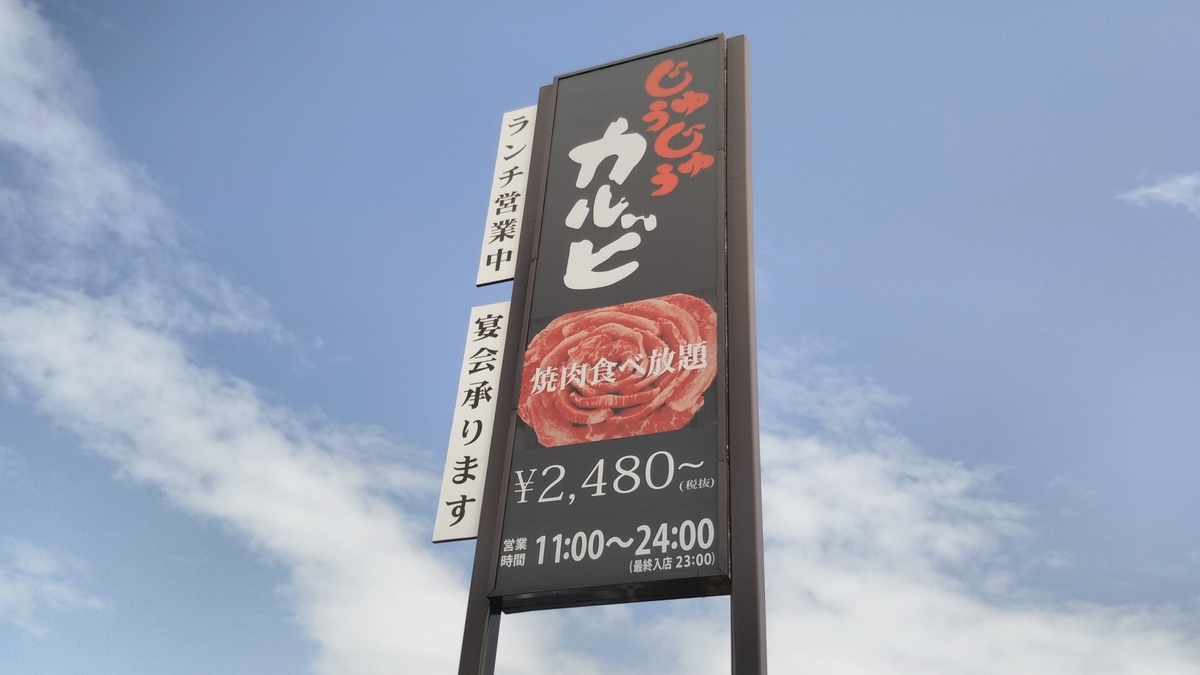 じゅうじゅう
カルビ
焼肉食べ放題
¥2,480~
(税抜)
営業時間
11:00~24:00
(最終入店 23:00)
ランチ営業中
宴会承ります